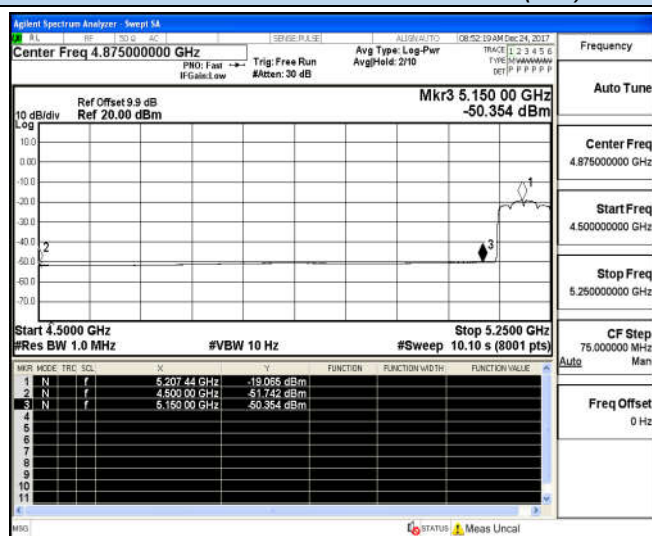 Agilent Spectrum Analyzer - Swept SA
RL RF 50 Ω AC SENSE:PULSE ALIGNAUTO 08:52:19 AM Dec 24, 2017
Center Freq 4.875000000 GHz
PNO: Fast Trig: Free Run
IFGain:Low #Atten: 30 dB
Avg Type: Log-Pwr
Avg|Hold: 2/10
TRACE 1 2 3 4 5 6
TYPE M
DET P P P P P P
Frequency
Auto Tune
Center Freq
4.875000000 GHz
Start Freq
4.500000000 GHz
Stop Freq
5.250000000 GHz
CF Step
75.000000 MHz
Auto Man
Freq Offset
0 Hz
Mkr3 5.150 00 GHz
-50.354 dBm
Ref Offset 9.9 dB
10 dB/div Ref 20.00 dBm
Log
10.0
0.00
-10.0
-20.0
-30.0
-40.0
-50.0
-60.0
-70.0
1
2
3
Start 4.5000 GHz Stop 5.2500 GHz
#Res BW 1.0 MHz #VBW 10 Hz #Sweep 10.10 s (8001 pts)
MKR MODE TRC SCL X Y FUNCTION FUNCTION WIDTH FUNCTION VALUE
1 N f 5.207 44 GHz -19.065 dBm
2 N f 4.500 00 GHz -51.742 dBm
3 N f 5.150 00 GHz -50.354 dBm
4
5
6
7
8
9
10
11
MSG STATUS Meas Uncal